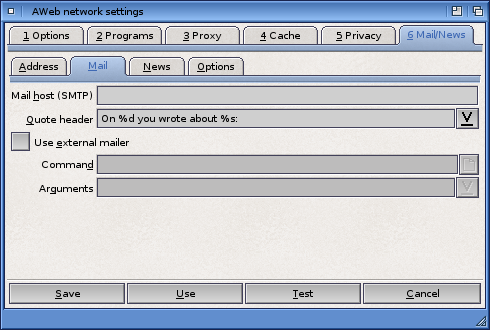 AWeb network settings
1 Options 2 Programs 3 Proxy 4 Cache 5 Privacy 6 Mail/News
Address Mail News Options
Mail host (SMTP)
Quote header On %d you wrote about %s:
Use external mailer
Command
Arguments
Save Use Test Cancel